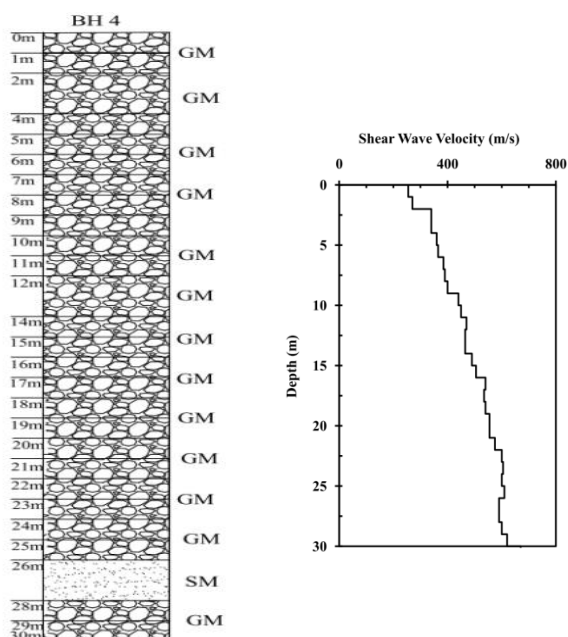 BH 4
0m
GM
1m
2m
GM
4m
5m
GM
6m
7m
GM
8m
9m
10m
GM
11m
12m
GM
14m
GM
15m
16m
GM
17m
18m
GM
19m
20m
GM
21m
22m
GM
23m
24m
GM
25m
26m
SM
28m
GM
29m
30m
Shear Wave Velocity (m/s)
0 400 800
0
5
10
15
20
25
30
Depth (m)